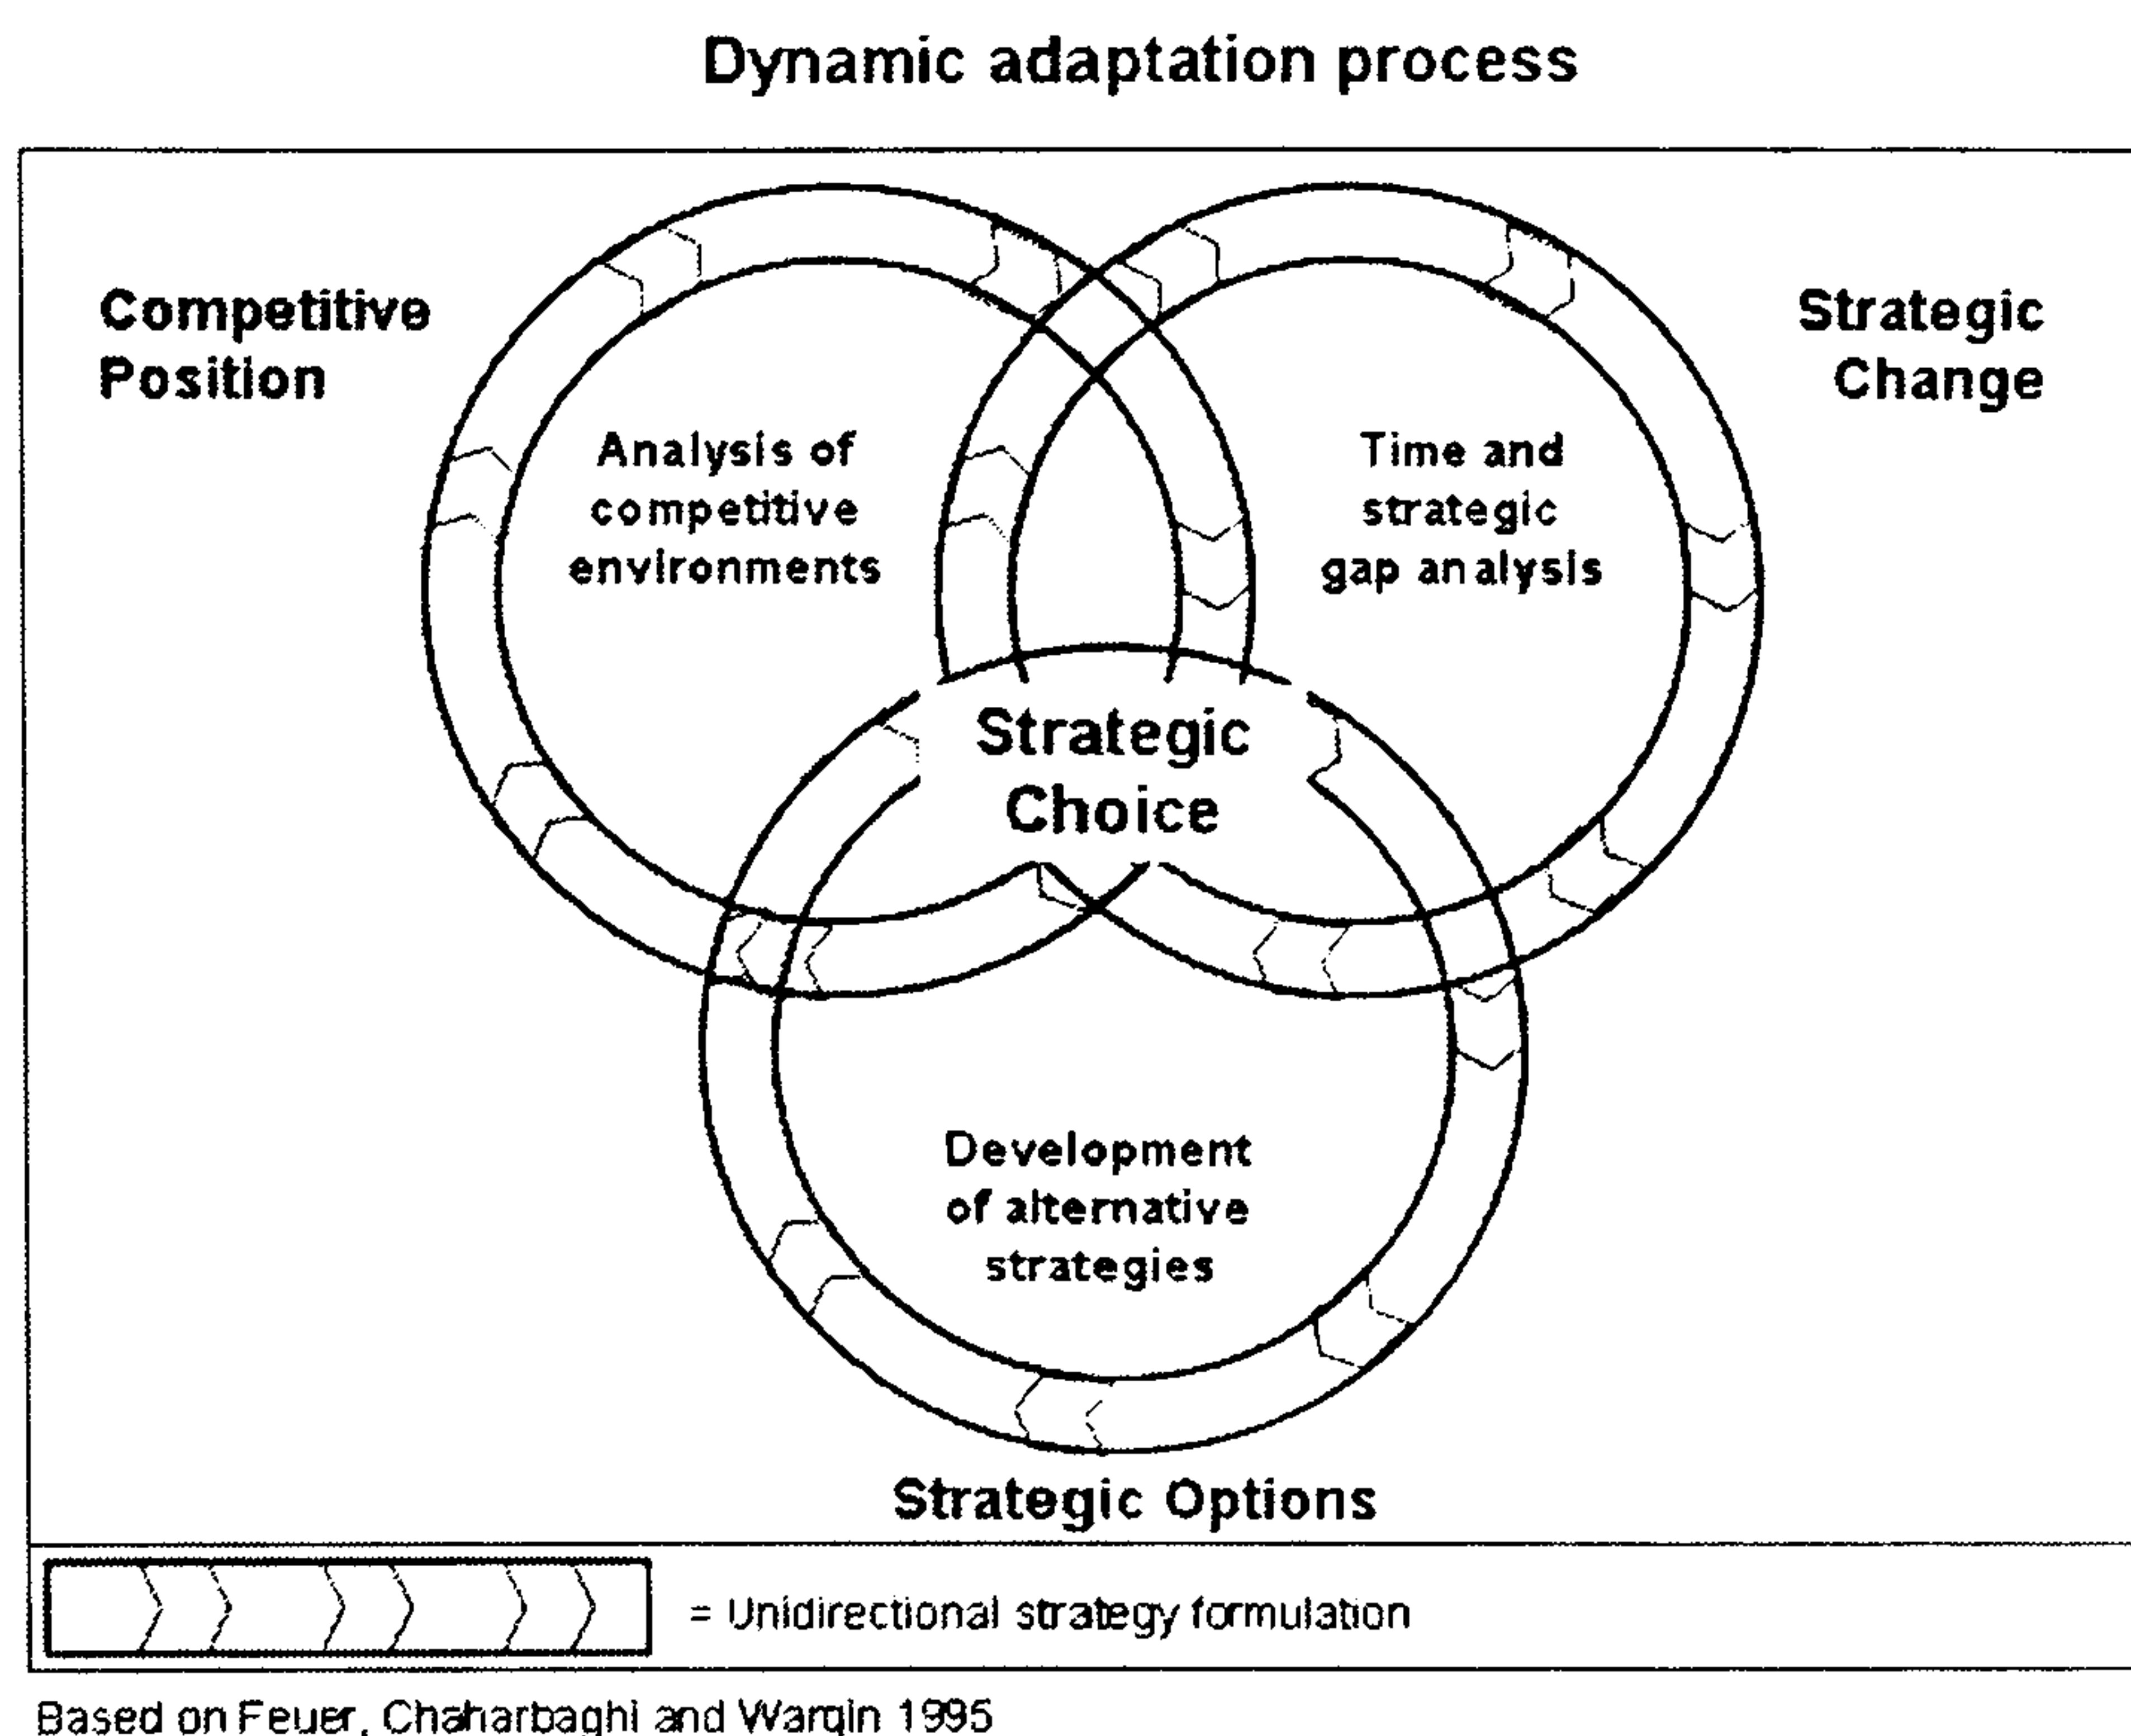 Dynamic adaptation process
Competitive
Position
Strategic
Change
Analysis of
competitive
environments
Time and
strategic
gap analysis
Strategic
Choice
Development
of alternative
strategies
Strategic Options
= Unidirectional strategy formulation
Based on Feuer, Chaharbaghi and Wargin 1995